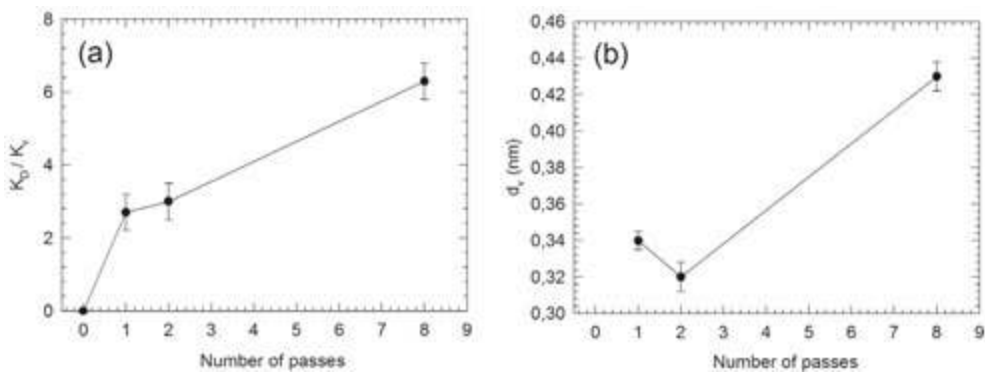 (a)
K_D / K_v
8
6
4
2
0
0 1 2 3 4 5 6 7 8 9
Number of passes
(b)
d_v (nm)
0,46
0,44
0,42
0,40
0,38
0,36
0,34
0,32
0,30
0 1 2 3 4 5 6 7 8 9
Number of passes